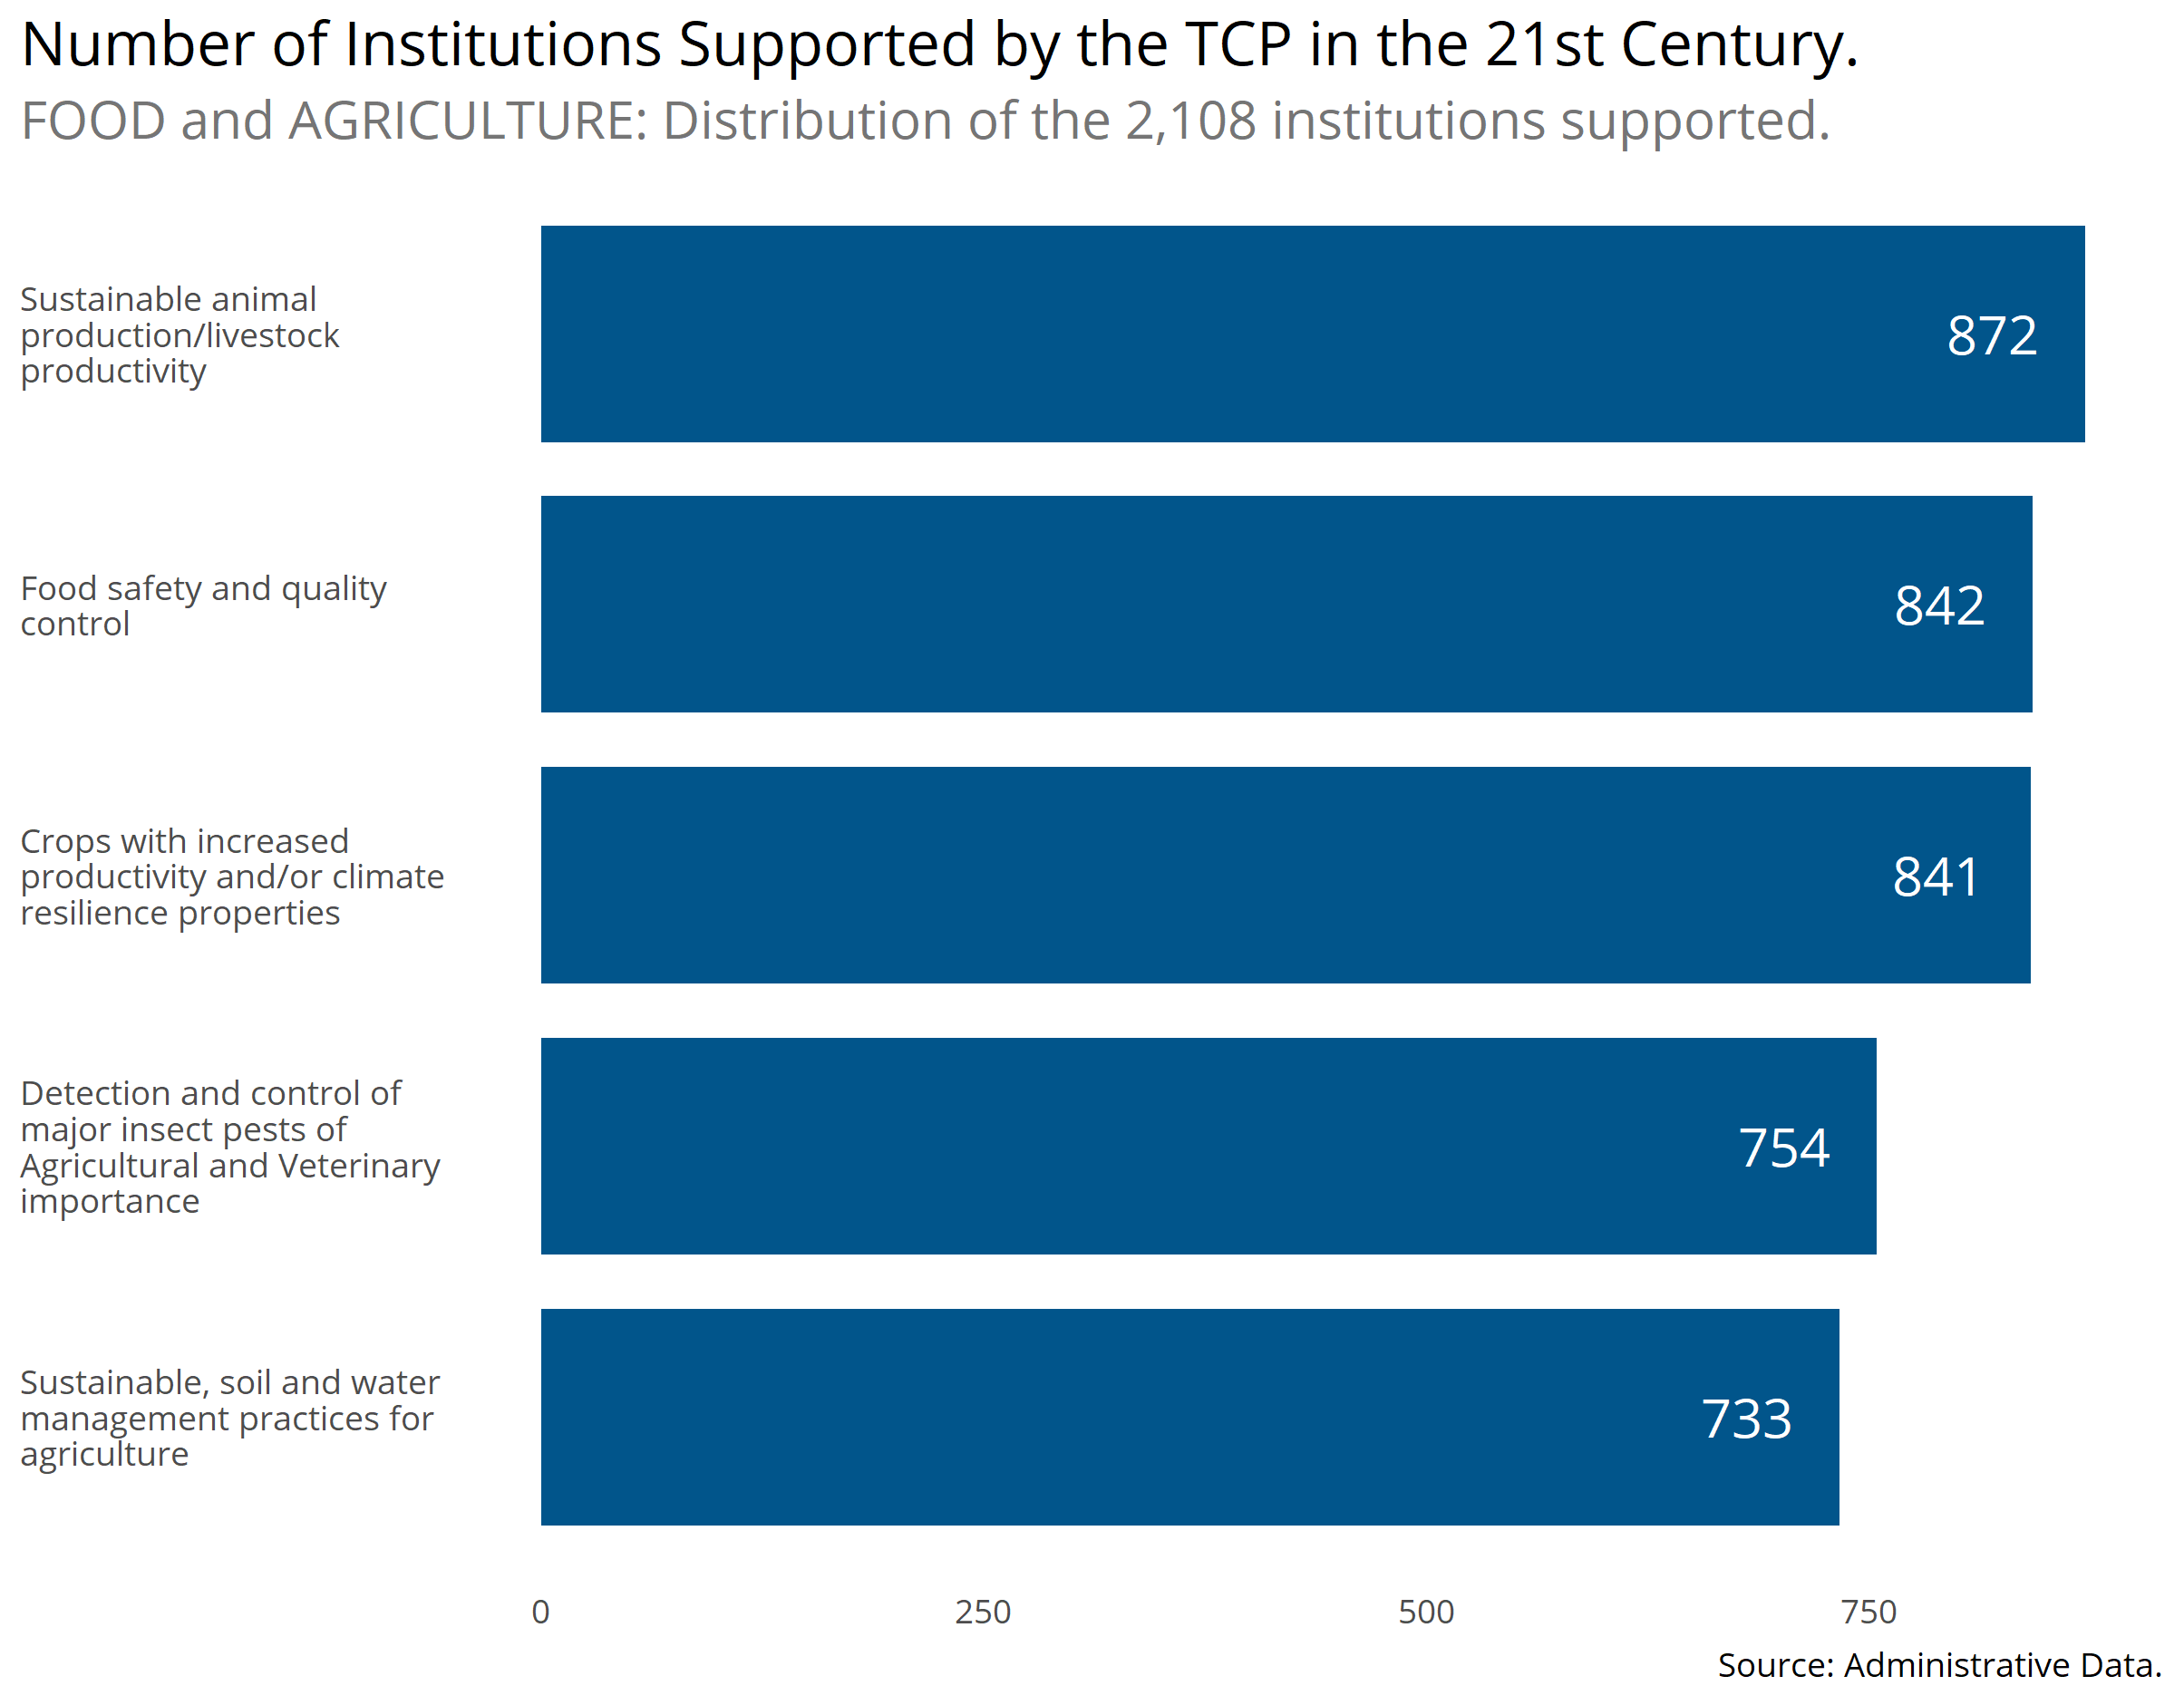 Number of Institutions Supported by the TCP in the 21st Century.
FOOD and AGRICULTURE: Distribution of the 2,108 institutions supported.
Sustainable animal
production/livestock
productivity
872
Food safety and quality
control
842
Crops with increased
productivity and/or climate
resilience properties
841
Detection and control of
major insect pests of
Agricultural and Veterinary
importance
754
Sustainable, soil and water
management practices for
agriculture
733
0 250 500 750
Source: Administrative Data.